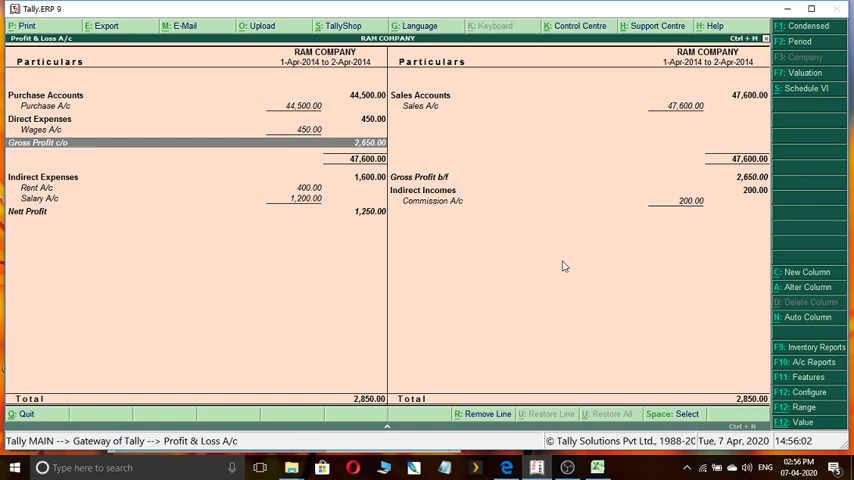 Tally.ERP 9
P: Print E: Export M: E-Mail O: Upload S: TallyShop G: Language K: Keyboard K: Control Centre H: Support Centre H: Help
Profit & Loss A/c RAM COMPANY Ctrl + M
Particulars RAM COMPANY 1-Apr-2014 to 2-Apr-2014 Particulars RAM COMPANY 1-Apr-2014 to 2-Apr-2014
Purchase Accounts 44,500.00 Sales Accounts 47,600.00
Purchase A/c 44,500.00 Sales A/c 47,600.00
Direct Expenses 450.00
Wages A/c 450.00
Gross Profit c/o 2,650.00
47,600.00 47,600.00
Indirect Expenses 1,600.00 Gross Profit b/f 2,650.00
Rent A/c 400.00 Indirect Incomes 200.00
Salary A/c 1,200.00 Commission A/c 200.00
Nett Profit 1,250.00
Total 2,850.00 Total 2,850.00
F1: Condensed
F2: Period
F3: Company
F7: Valuation
S: Schedule VI
C: New Column
A: Alter Column
D: Delete Column
N: Auto Column
F9: Inventory Reports
F10: A/c Reports
F11: Features
F12: Configure
F12: Range
F12: Value
Q: Quit R: Remove Line U: Restore Line U: Restore All Space: Select
Ctrl + N
Tally MAIN --> Gateway of Tally --> Profit & Loss A/c © Tally Solutions Pvt Ltd., 1988-20 Tue, 7 Apr, 2020 14:56:02
Type here to search ENG 02:56 PM
07-04-2020 5